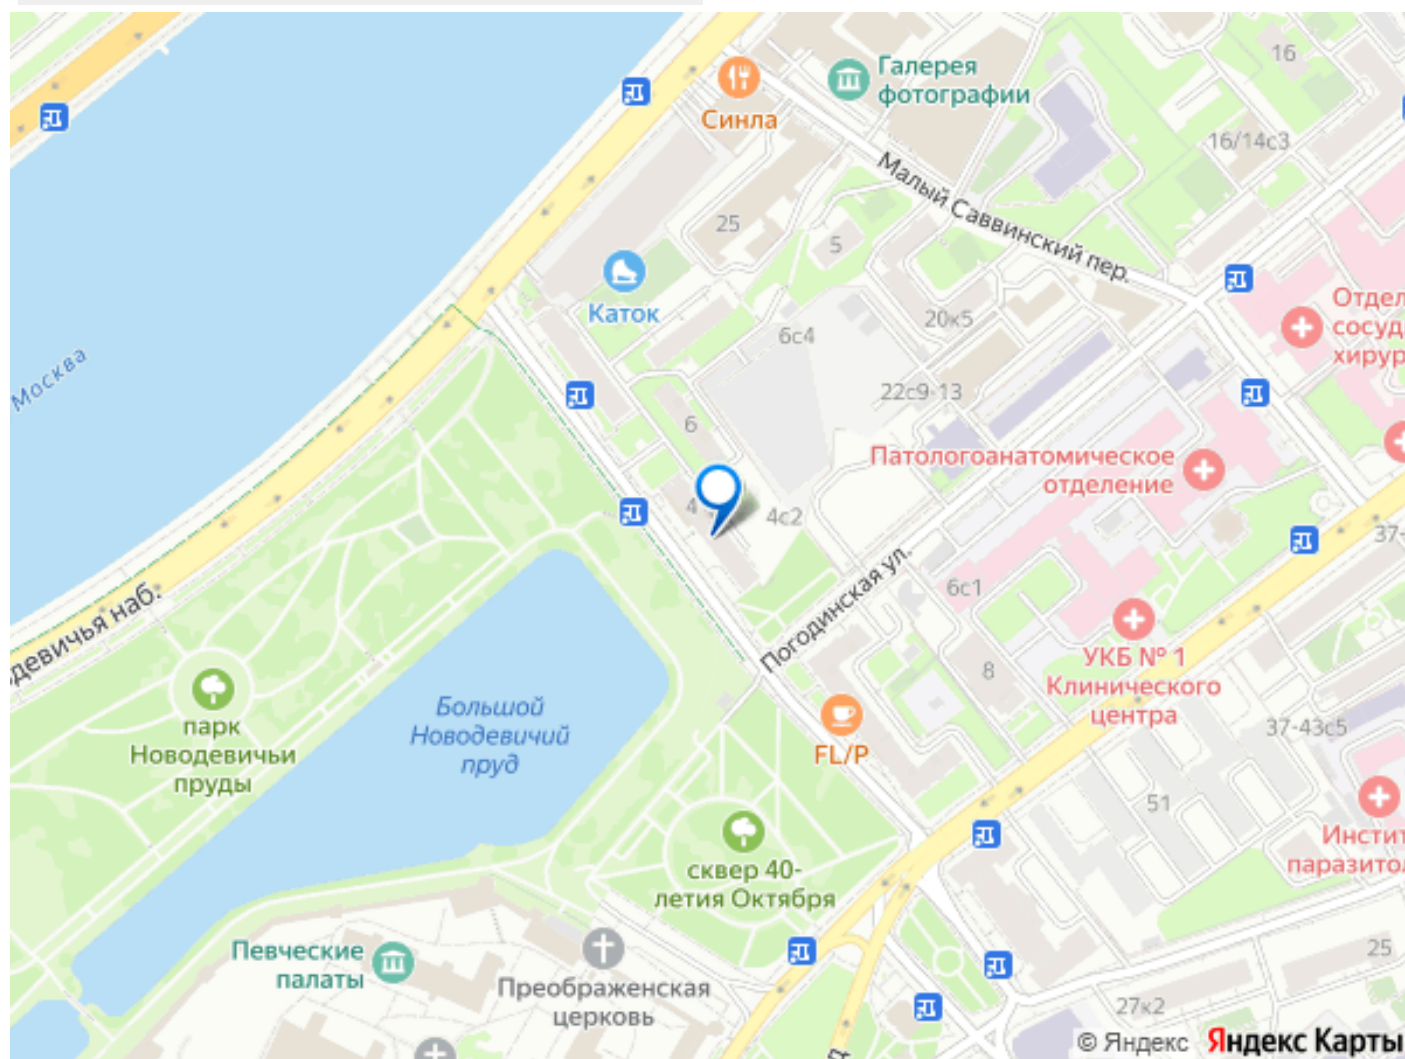 Галерея
фотографии
Синла
16
16/14с3
Малый Саввинский пер.
25
5
Каток
6с4
20к5
Отдел
сосуд
хирур
Москва
22с9-13
6
Патологоанатомическое
отделение
4
4с2
37-
Погодинская ул.
6с1
девичья наб.
8
УКБ № 1
Клинического
центра
парк
Новодевичьи
пруды
Большой
Новодевичий
пруд
FL/P
37-43с5
51
Инстит
паразитол
сквер 40-
летия Октября
Певческие
палаты
Преображенская
церковь
25
27к2
© Яндекс Яндекс Карты